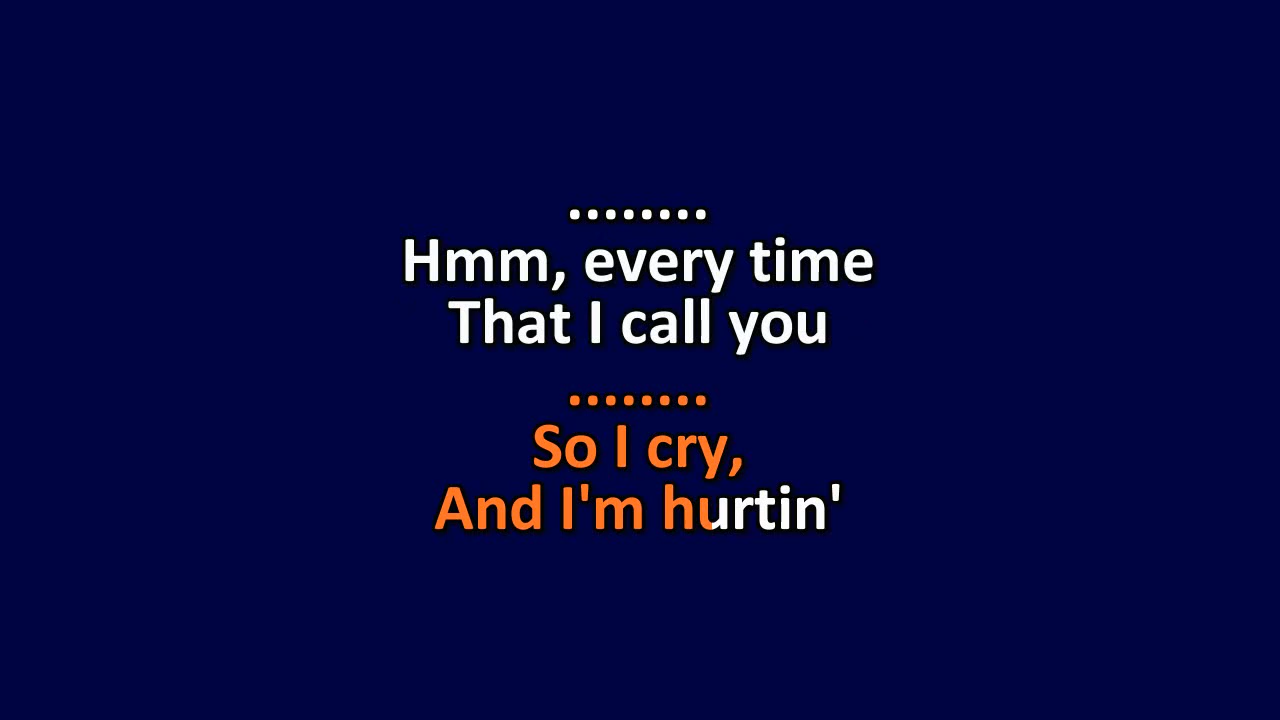 ........
Hmm, every time
That I call you
........
So I cry,
And I'm hurtin'